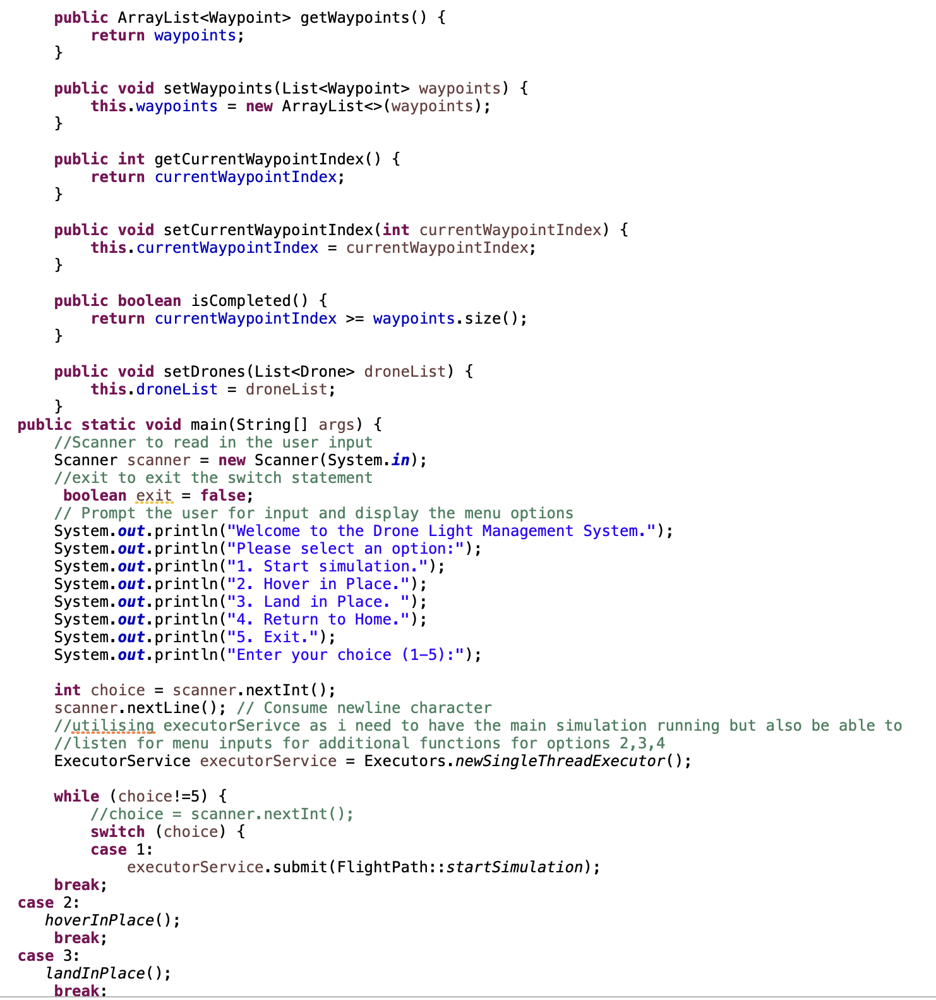 public ArrayList<Waypoint> getWaypoints() {
return waypoints;
}
public void setWaypoints(List<Waypoint> waypoints) {
this.waypoints = new ArrayList<>(waypoints);
}
public int getCurrentWaypointIndex() {
return currentWaypointIndex;
}
public void setCurrentWaypointIndex(int currentWaypointIndex) {
this.currentWaypointIndex = currentWaypointIndex;
}
public boolean isCompleted() {
return currentWaypointIndex >= waypoints.size();
}
public void setDrones(List<Drone> droneList) {
this.droneList = droneList;
}
public static void main(String[] args) {
//Scanner to read in the user input
Scanner scanner = new Scanner(System.in);
//exit to exit the switch statement
boolean exit = false;
// Prompt the user for input and display the menu options
System.out.println("Welcome to the Drone Light Management System.");
System.out.println("Please select an option:");
System.out.println("1. Start simulation.");
System.out.println("2. Hover in Place.");
System.out.println("3. Land in Place. ");
System.out.println("4. Return to Home.");
System.out.println("5. Exit.");
System.out.println("Enter your choice (1-5):");
int choice = scanner.nextInt();
scanner.nextLine(); // Consume newline character
//utilising executorSerivce as i need to have the main simulation running but also be able to
//listen for menu inputs for additional functions for options 2,3,4
ExecutorService executorService = Executors.newSingleThreadExecutor();
while (choice!=5) {
//choice = scanner.nextInt();
switch (choice) {
case 1:
executorService.submit(FlightPath::startSimulation);
break;
case 2:
hoverInPlace();
break;
case 3:
landInPlace();
break;